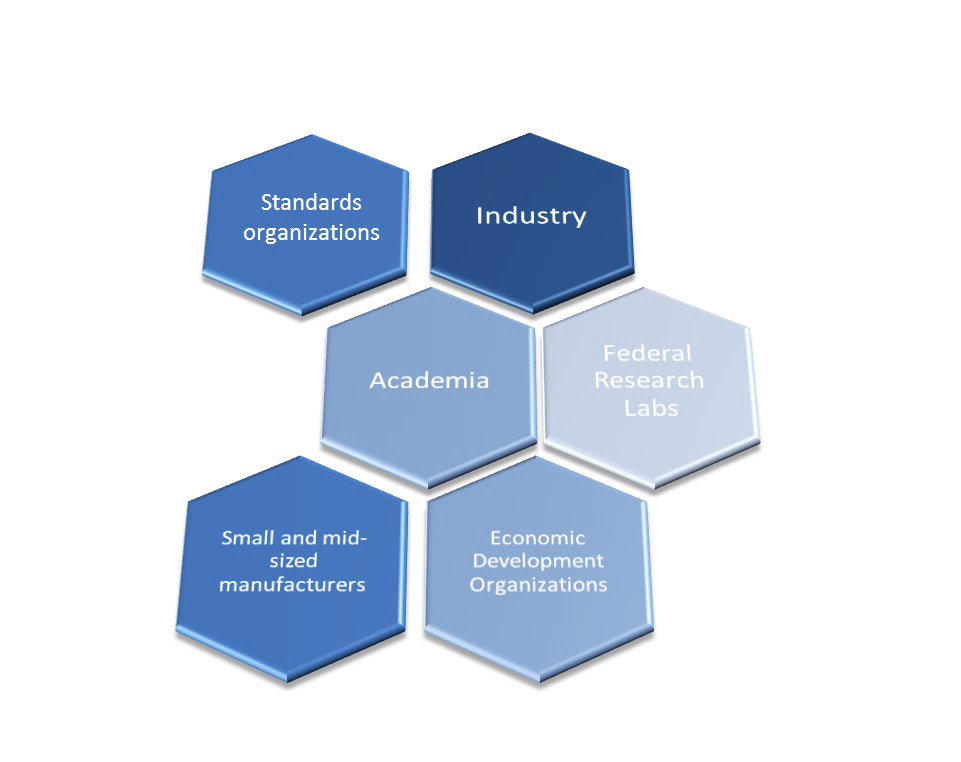 Standards
organizations
Industry
Academia
Federal
Research
Labs
Small and mid-
sized
manufacturers
Economic
Development
Organizations